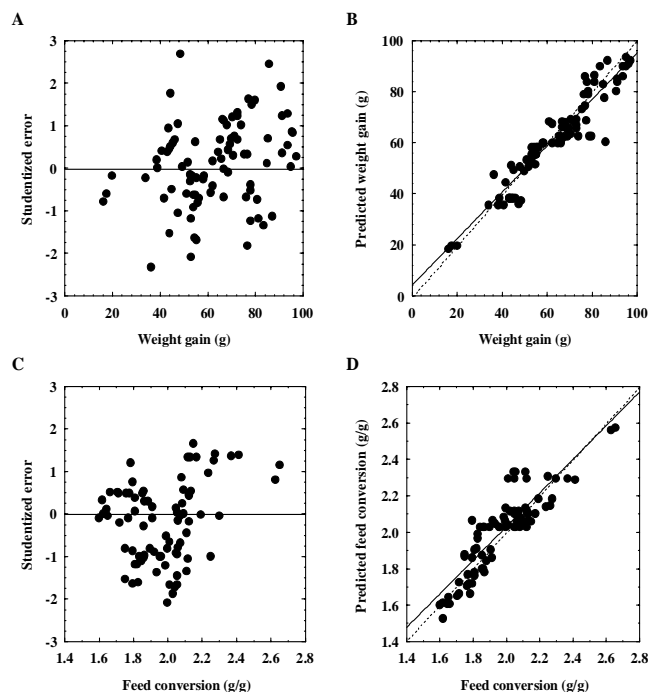 A
B
3
2
1
0
-1
-2
-3
Studentized error
0 20 40 60 80 100
Weight gain (g)
100
80
60
40
20
0
Predicted weight gain (g)
0 20 40 60 80 100
Weight gain (g)
C
D
3
2
1
0
-1
-2
-3
Studentized error
1.4 1.6 1.8 2.0 2.2 2.4 2.6 2.8
Feed conversion (g/g)
2.8
2.6
2.4
2.2
2.0
1.8
1.6
1.4
Predicted feed conversion (g/g)
1.4 1.6 1.8 2.0 2.2 2.4 2.6 2.8
Feed conversion (g/g)